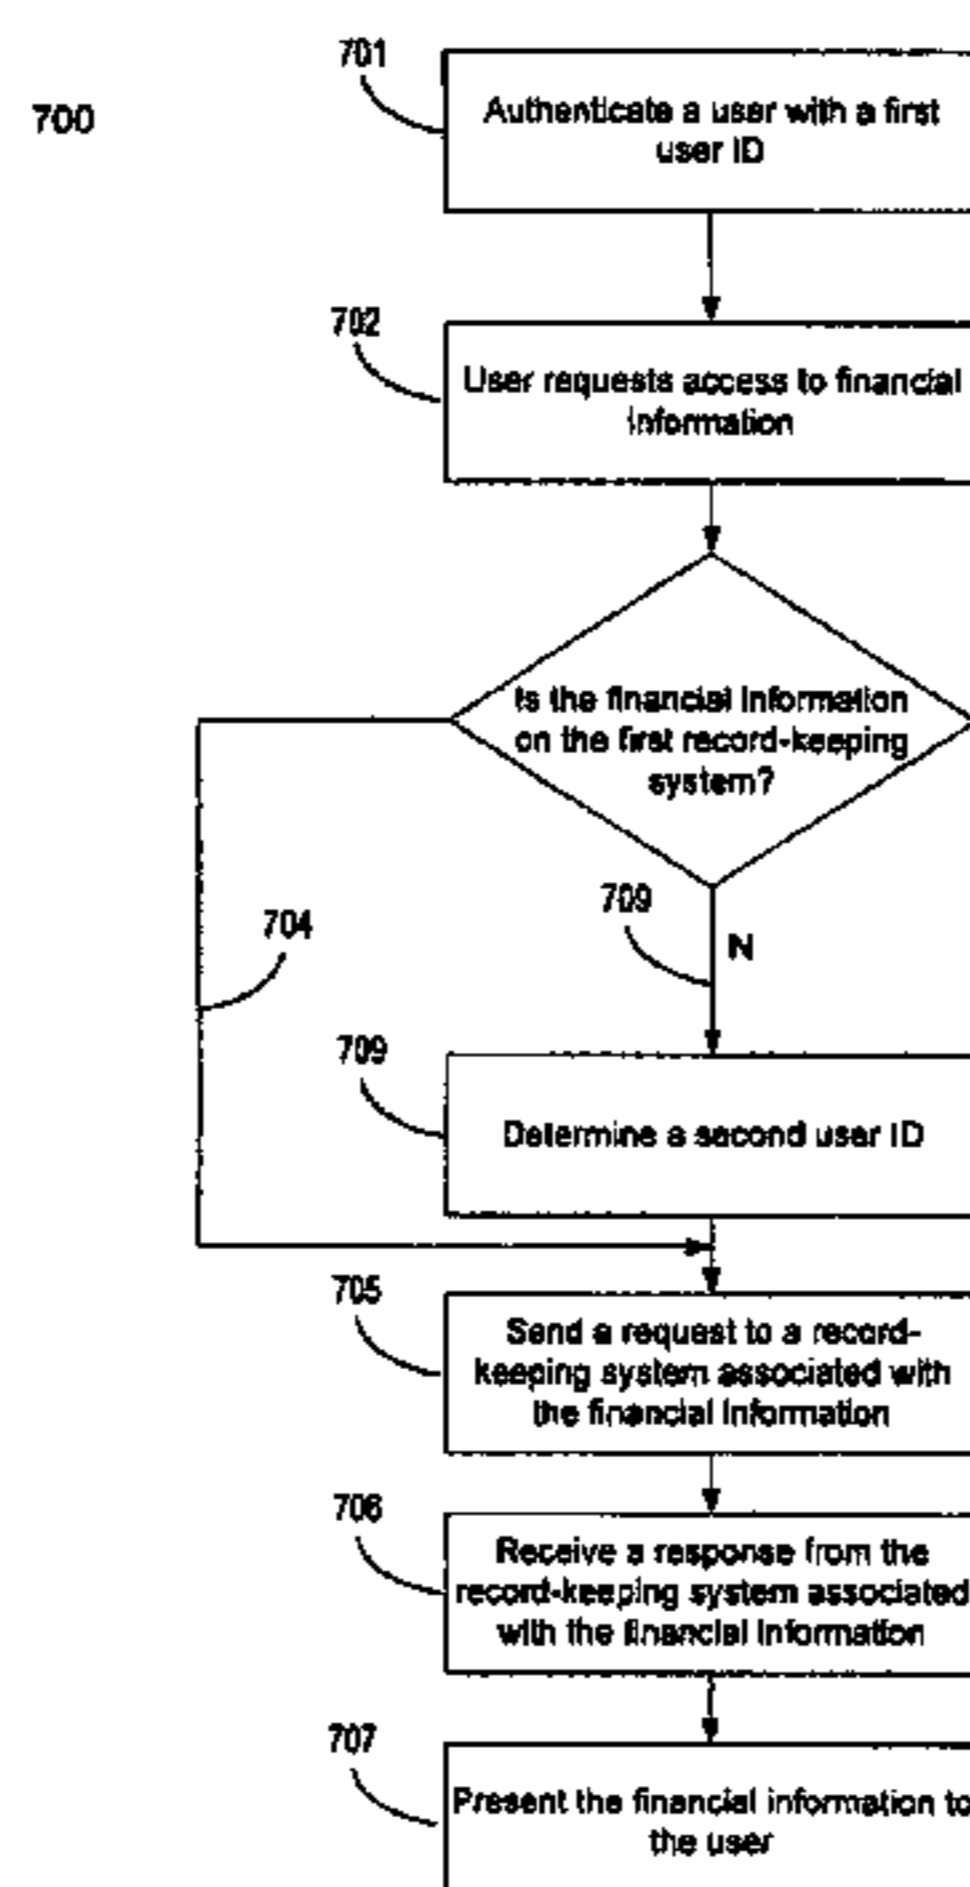 701
700
Authenticate a user with a first
user ID
702
User requests access to financial
Information
Is the financial Information
on the first record-keeping
system?
709
N
704
709
Determine a second user ID
705
Send a request to a record-
keeping system associated with
the financial Information
706
Receive a response from the
record-keeping system associated
with the financial Information
707
Present the financial information to
the user